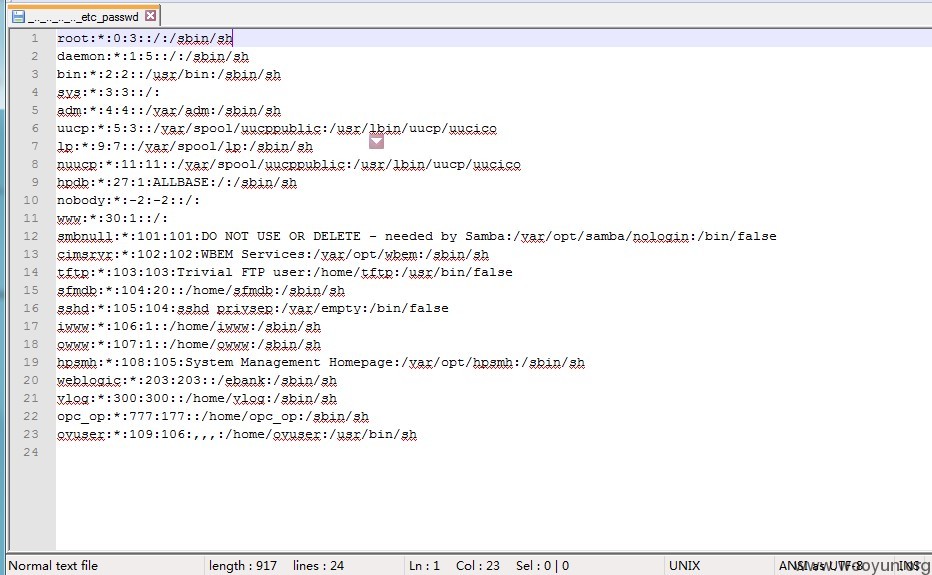 _.._.._.._.._etc_passwd
1 root:*:0:3::/:/sbin/sh
2 daemon:*:1:5::/:/sbin/sh
3 bin:*:2:2::/usr/bin:/sbin/sh
4 sys:*:3:3::/:
5 adm:*:4:4::/var/adm:/sbin/sh
6 uucp:*:5:3::/var/spool/uucppublic:/usr/lbin/uucp/uucico
7 lp:*:9:7::/var/spool/lp:/sbin/sh
8 nuucp:*:11:11::/var/spool/uucppublic:/usr/lbin/uucp/uucico
9 hpdb:*:27:1:ALLBASE:/:/sbin/sh
10 nobody:*:-2:-2::/:
11 www:*:30:1::/:
12 smbnull:*:101:101:DO NOT USE OR DELETE - needed by Samba:/var/opt/samba/nologin:/bin/false
13 cimsrvr:*:102:102:WBEM Services:/var/opt/wbem:/sbin/sh
14 tftp:*:103:103:Trivial FTP user:/home/tftp:/usr/bin/false
15 sfmdb:*:104:20::/home/sfmdb:/sbin/sh
16 sshd:*:105:104:sshd privsep:/var/empty:/bin/false
17 iwww:*:106:1::/home/iwww:/sbin/sh
18 owww:*:107:1::/home/owww:/sbin/sh
19 hpsmh:*:108:105:System Management Homepage:/var/opt/hpsmh:/sbin/sh
20 weblogic:*:203:203::/ebank:/sbin/sh
21 vlog:*:300:300::/home/vlog:/sbin/sh
22 opc_op:*:777:177::/home/opc_op:/sbin/sh
23 ovuser:*:109:106:,,,:/home/ovuser:/usr/bin/sh
24
Normal text file length : 917 lines : 24 Ln : 1 Col : 23 Sel : 0 | 0 UNIX ANSI as UTF-8 INS
www.wooyun.org